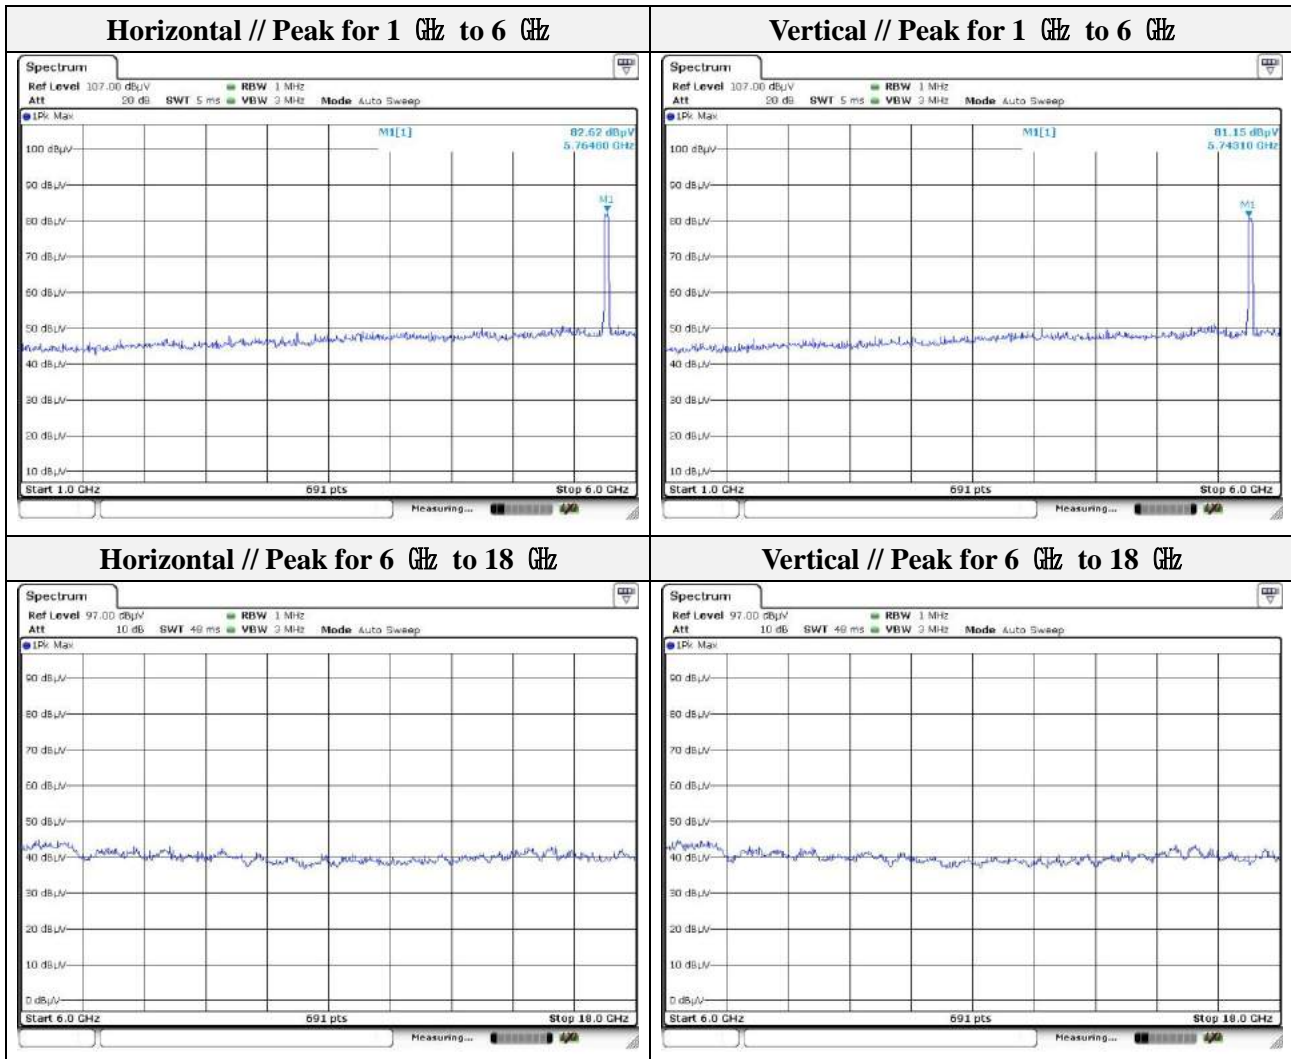 Horizontal // Peak for 1 ㎓ to 6 ㎓
Vertical // Peak for 1 ㎓ to 6 ㎓
Spectrum
Ref Level 107.00 dBµV RBW 1 MHz
Att 20 dB SWT 5 ms VBW 3 MHz Mode Auto Sweep
1Pk Max
M1[1] 82.62 dBµV
5.76460 GHz
100 dBµV
90 dBµV
M1
80 dBµV
70 dBµV
60 dBµV
50 dBµV
40 dBµV
30 dBµV
20 dBµV
10 dBµV
Start 1.0 GHz 691 pts Stop 6.0 GHz
Measuring...
Spectrum
Ref Level 107.00 dBµV RBW 1 MHz
Att 20 dB SWT 5 ms VBW 3 MHz Mode Auto Sweep
1Pk Max
M1[1] 81.15 dBµV
5.74310 GHz
100 dBµV
90 dBµV
M1
80 dBµV
70 dBµV
60 dBµV
50 dBµV
40 dBµV
30 dBµV
20 dBµV
10 dBµV
Start 1.0 GHz 691 pts Stop 6.0 GHz
Measuring...
Horizontal // Peak for 6 ㎓ to 18 ㎓
Vertical // Peak for 6 ㎓ to 18 ㎓
Spectrum
Ref Level 97.00 dBµV RBW 1 MHz
Att 10 dB SWT 48 ms VBW 3 MHz Mode Auto Sweep
1Pk Max
90 dBµV
80 dBµV
70 dBµV
60 dBµV
50 dBµV
40 dBµV
30 dBµV
20 dBµV
10 dBµV
0 dBµV
Start 6.0 GHz 691 pts Stop 18.0 GHz
Measuring...
Spectrum
Ref Level 97.00 dBµV RBW 1 MHz
Att 10 dB SWT 48 ms VBW 3 MHz Mode Auto Sweep
1Pk Max
90 dBµV
80 dBµV
70 dBµV
60 dBµV
50 dBµV
40 dBµV
30 dBµV
20 dBµV
10 dBµV
0 dBµV
Start 6.0 GHz 691 pts Stop 18.0 GHz
Measuring...